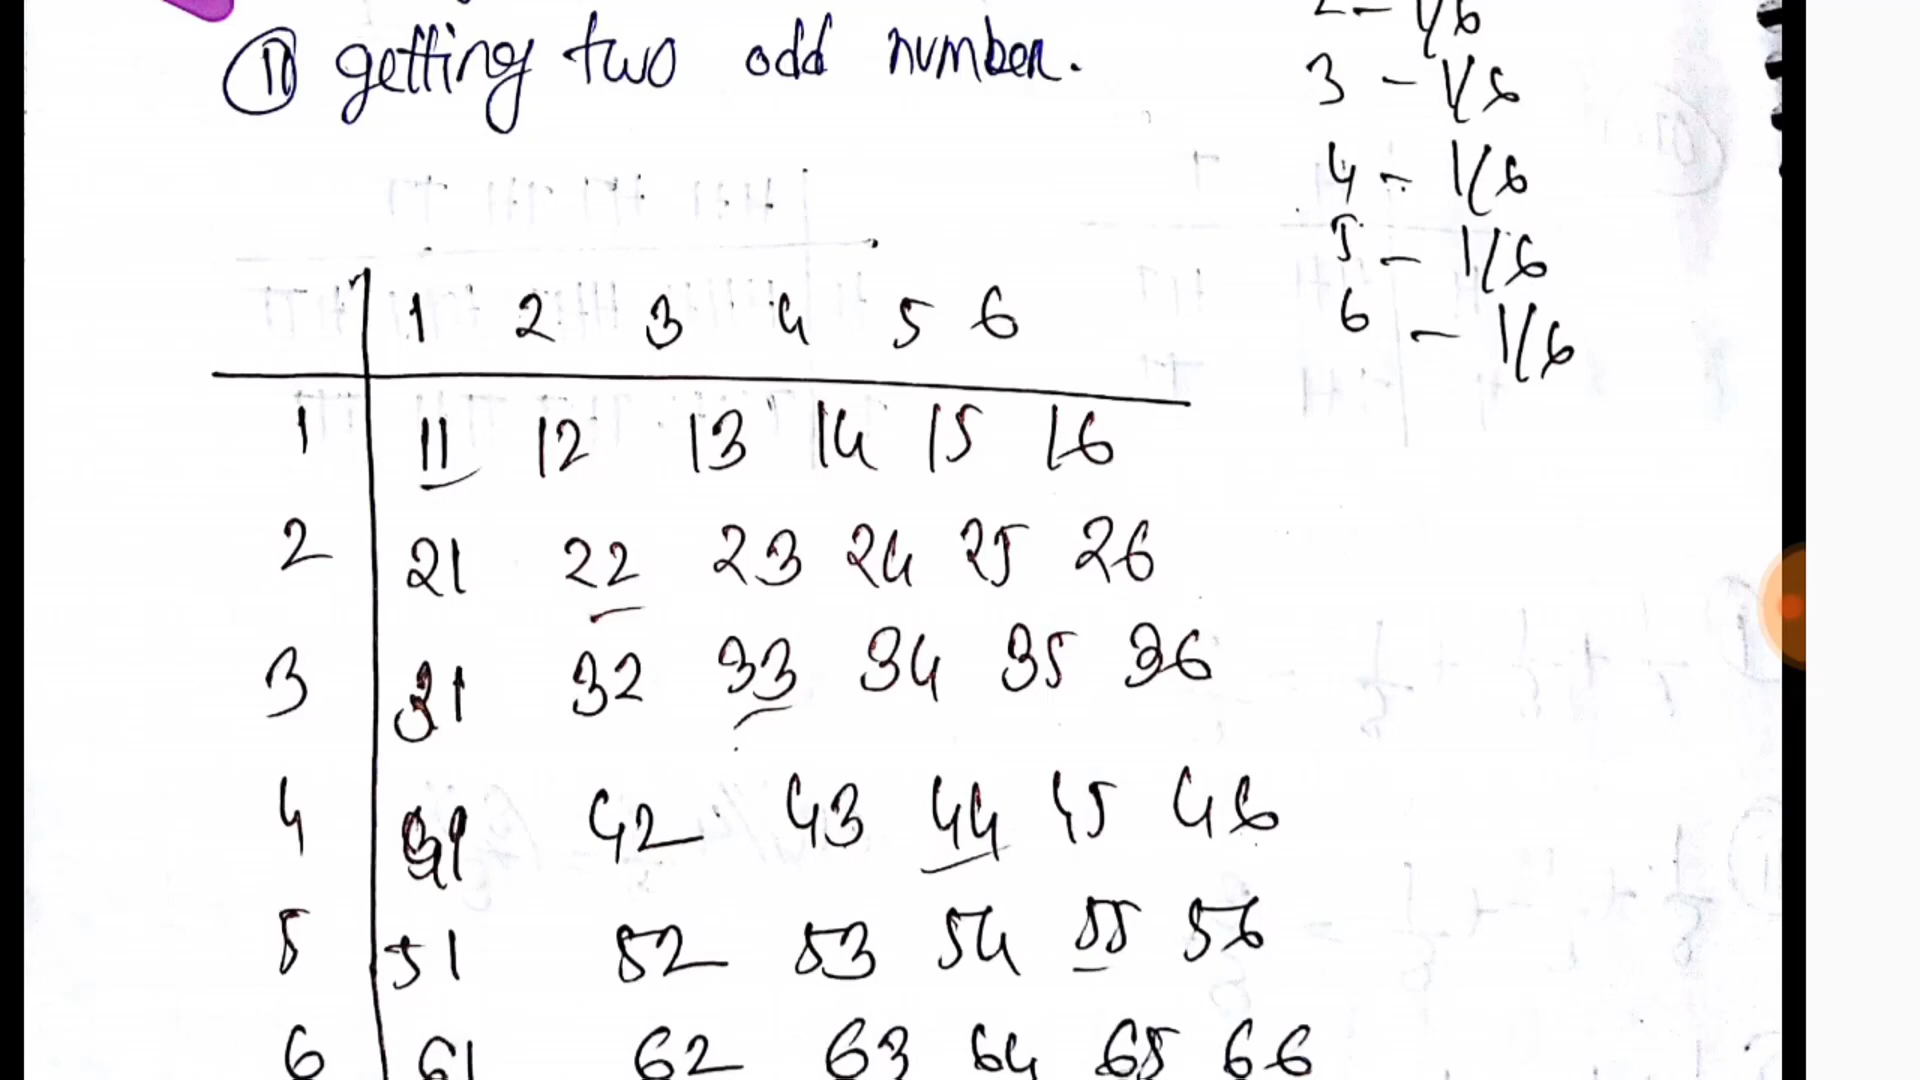 ii getting two odd number.
3 - 1/6
4 - 1/6
5 - 1/6
6 - 1/6
1 2 3 4 5 6
1 11 12 13 14 15 16
2 21 22 23 24 25 26
3 31 32 33 34 35 36
4 42 43 44 45 46
5 51 52 53 54 55 56
6 61 62 63 64 65 66